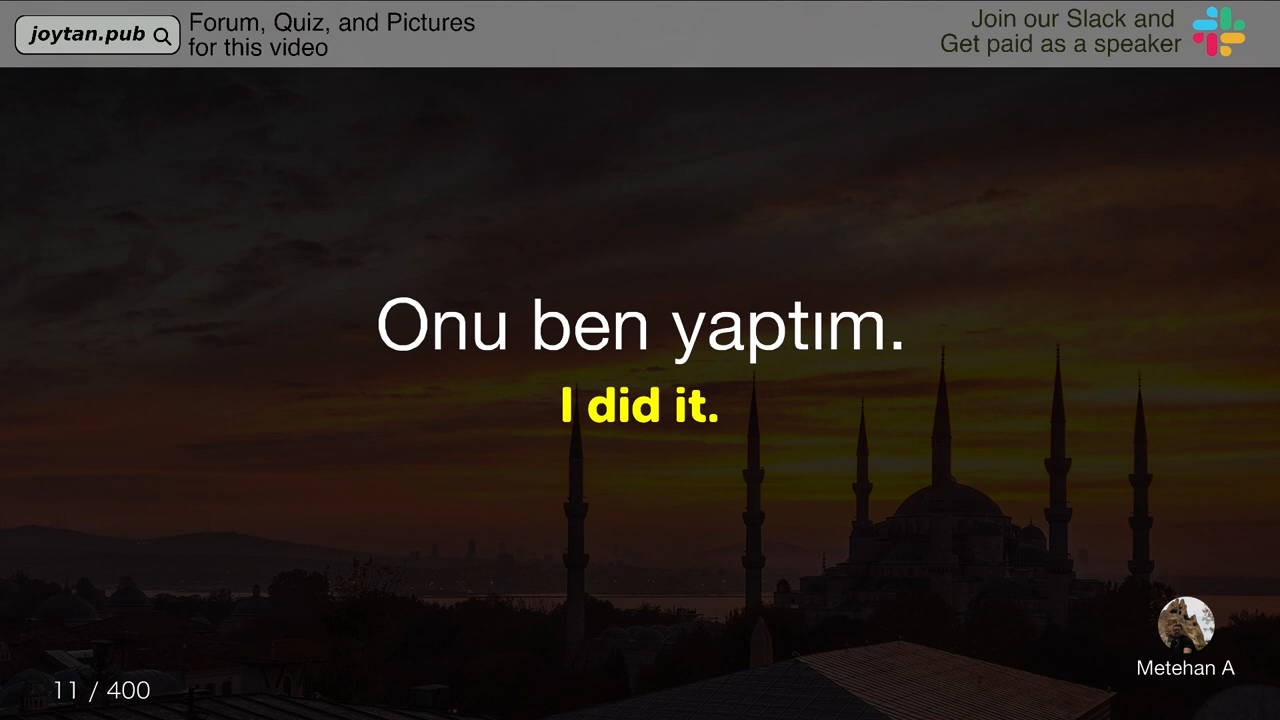 joytan.pub
Forum, Quiz, and Pictures
for this video
Join our Slack and
Get paid as a speaker
Onu ben yaptım.
I did it.
Metehan A
11 / 400